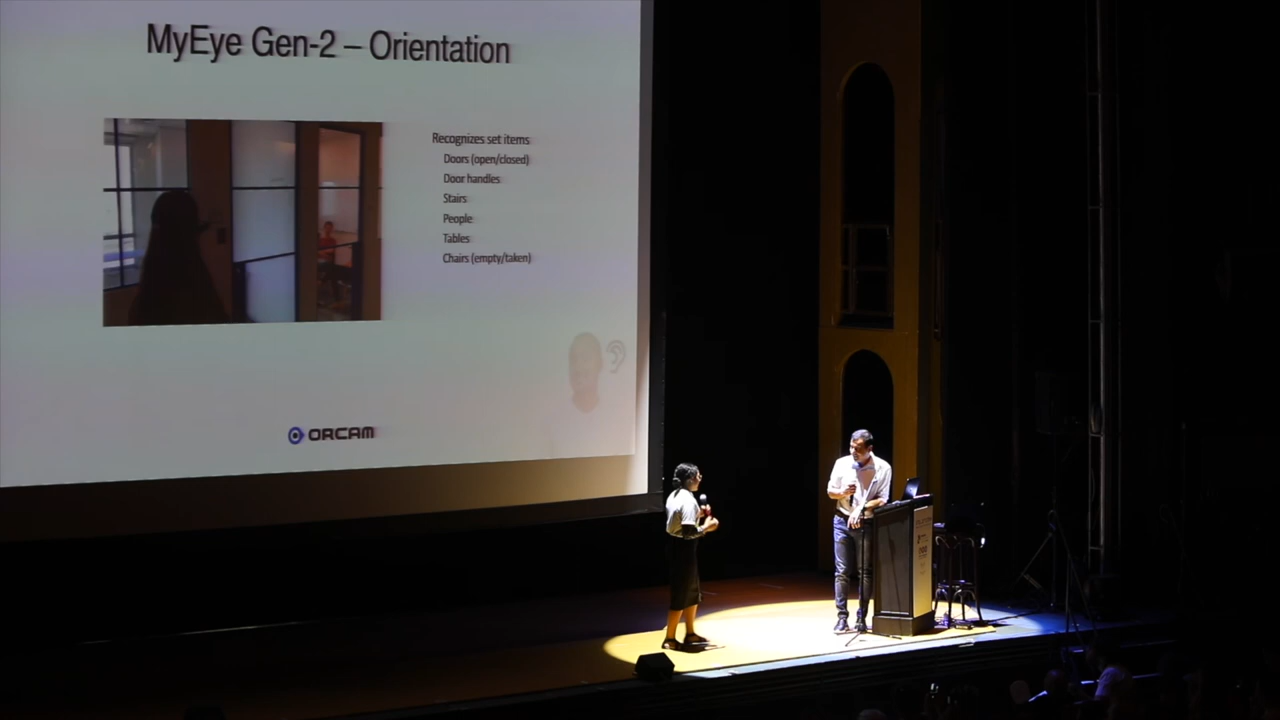 MyEye Gen-2 – Orientation
Recognizes set items
Doors (open/closed)
Door handles
Stairs
People
Tables
Chairs (empty/taken)
ORCAM